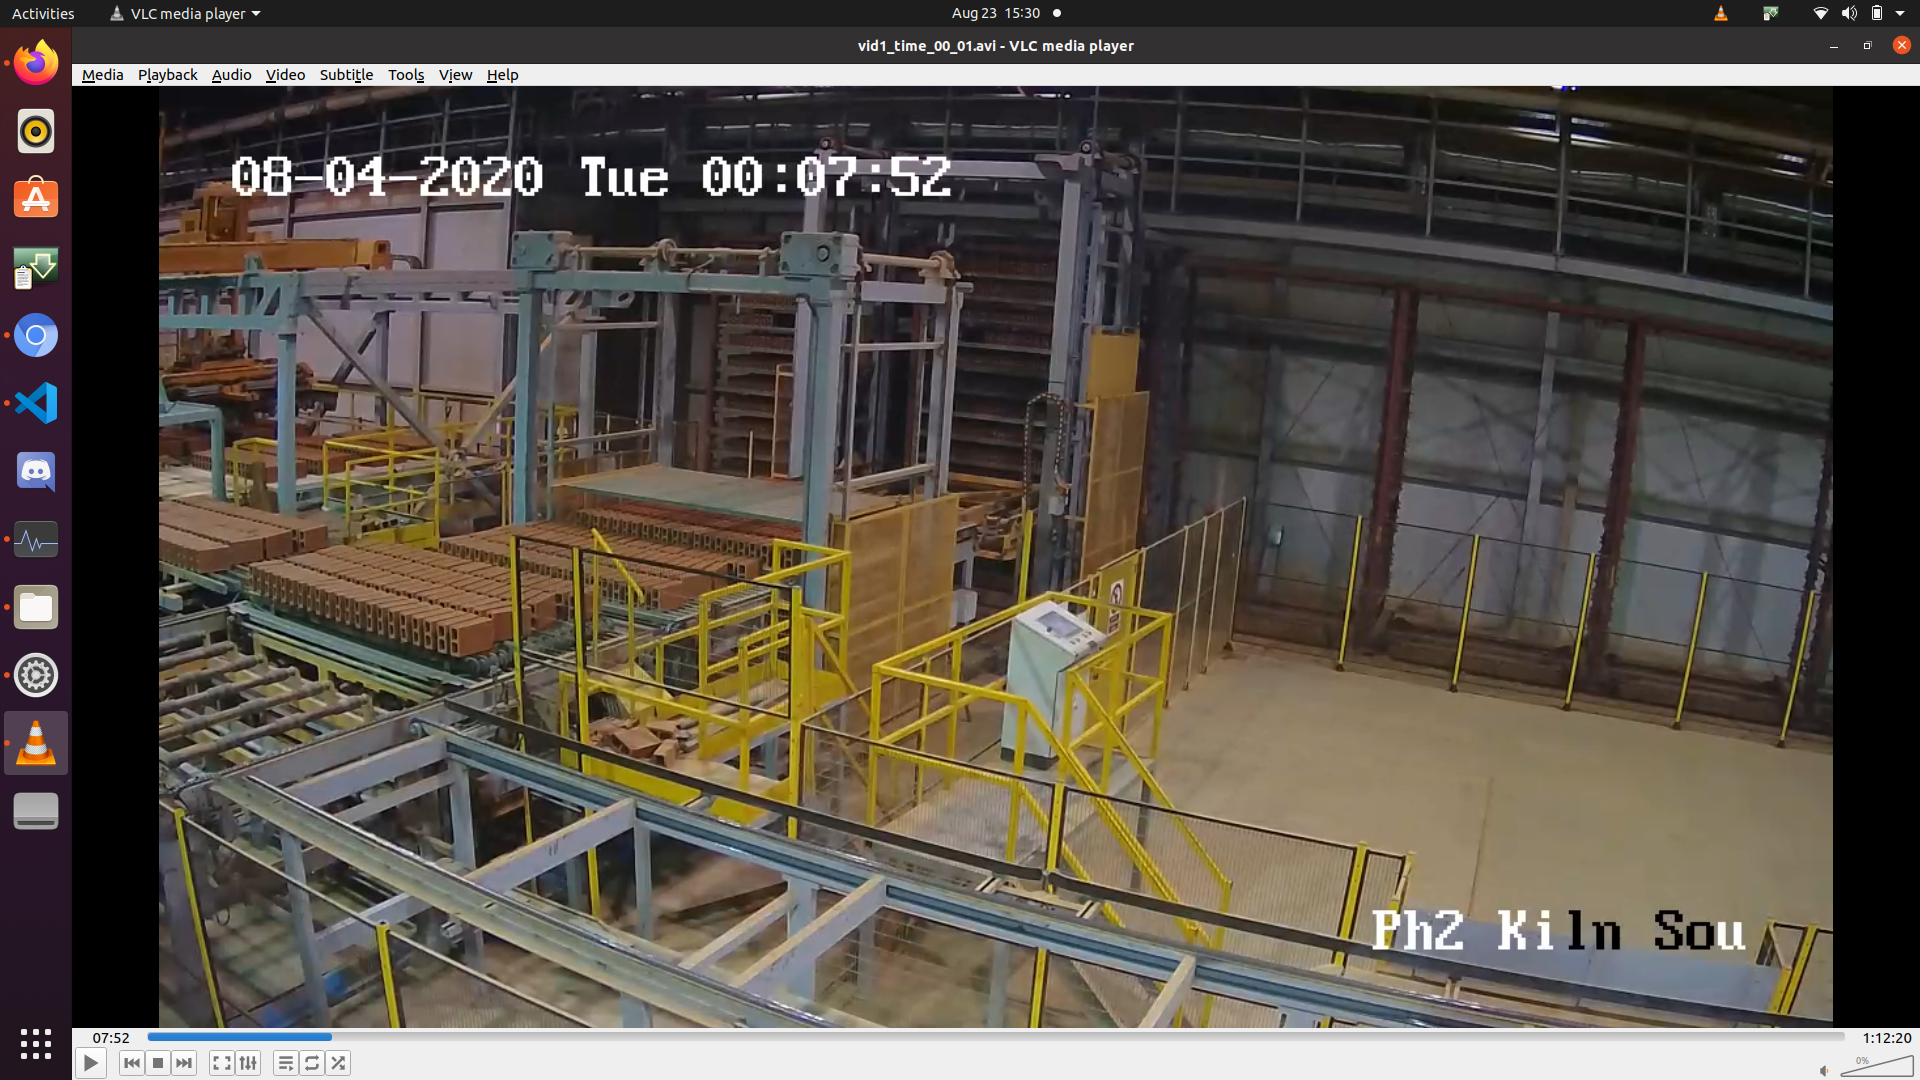 Activities
VLC media player
Aug 23 15:30
vid1_time_00_01.avi - VLC media player
Media Playback Audio Video Subtitle Tools View Help
08-04-2020 Tue 00:07:52
Ph2 Kiln Sou
07:52
1:12:20
0%